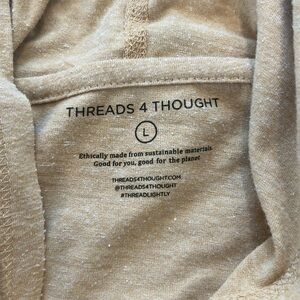 THREADS 4 THOUGHT
L
Ethically made from sustainable materials
Good for you, good for the planet
THREADS4THOUGHT.COM
@THREADS4THOUGHT
#THREADLIGHTLY